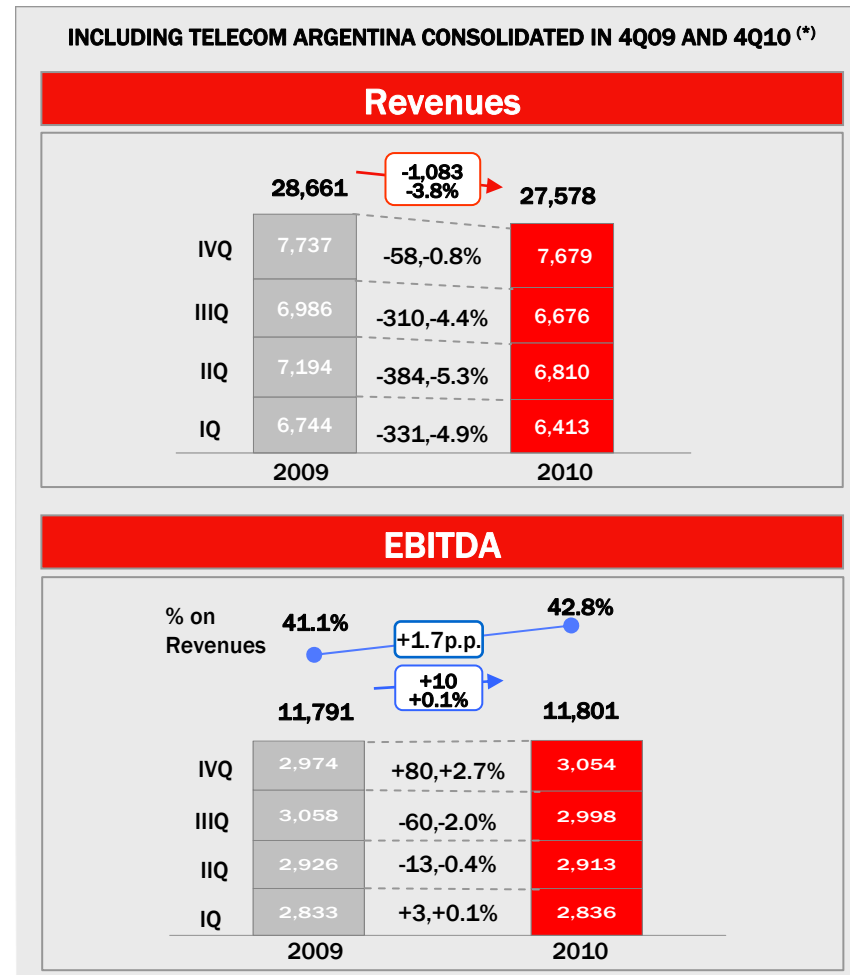 INCLUDING TELECOM ARGENTINA CONSOLIDATED IN 4Q09 AND 4Q10 (*)
Revenues
-1,083
-3.8%
28,661
27,578
IVQ 7,737 -58,-0.8% 7,679
IIIQ 6,986 -310,-4.4% 6,676
IIQ 7,194 -384,-5.3% 6,810
IQ 6,744 -331,-4.9% 6,413
2009 2010
EBITDA
% on
Revenues
41.1%
+1.7p.p.
42.8%
+10
+0.1%
11,791
11,801
IVQ 2,974 +80,+2.7% 3,054
IIIQ 3,058 -60,-2.0% 2,998
IIQ 2,926 -13,-0.4% 2,913
IQ 2,833 +3,+0.1% 2,836
2009 2010